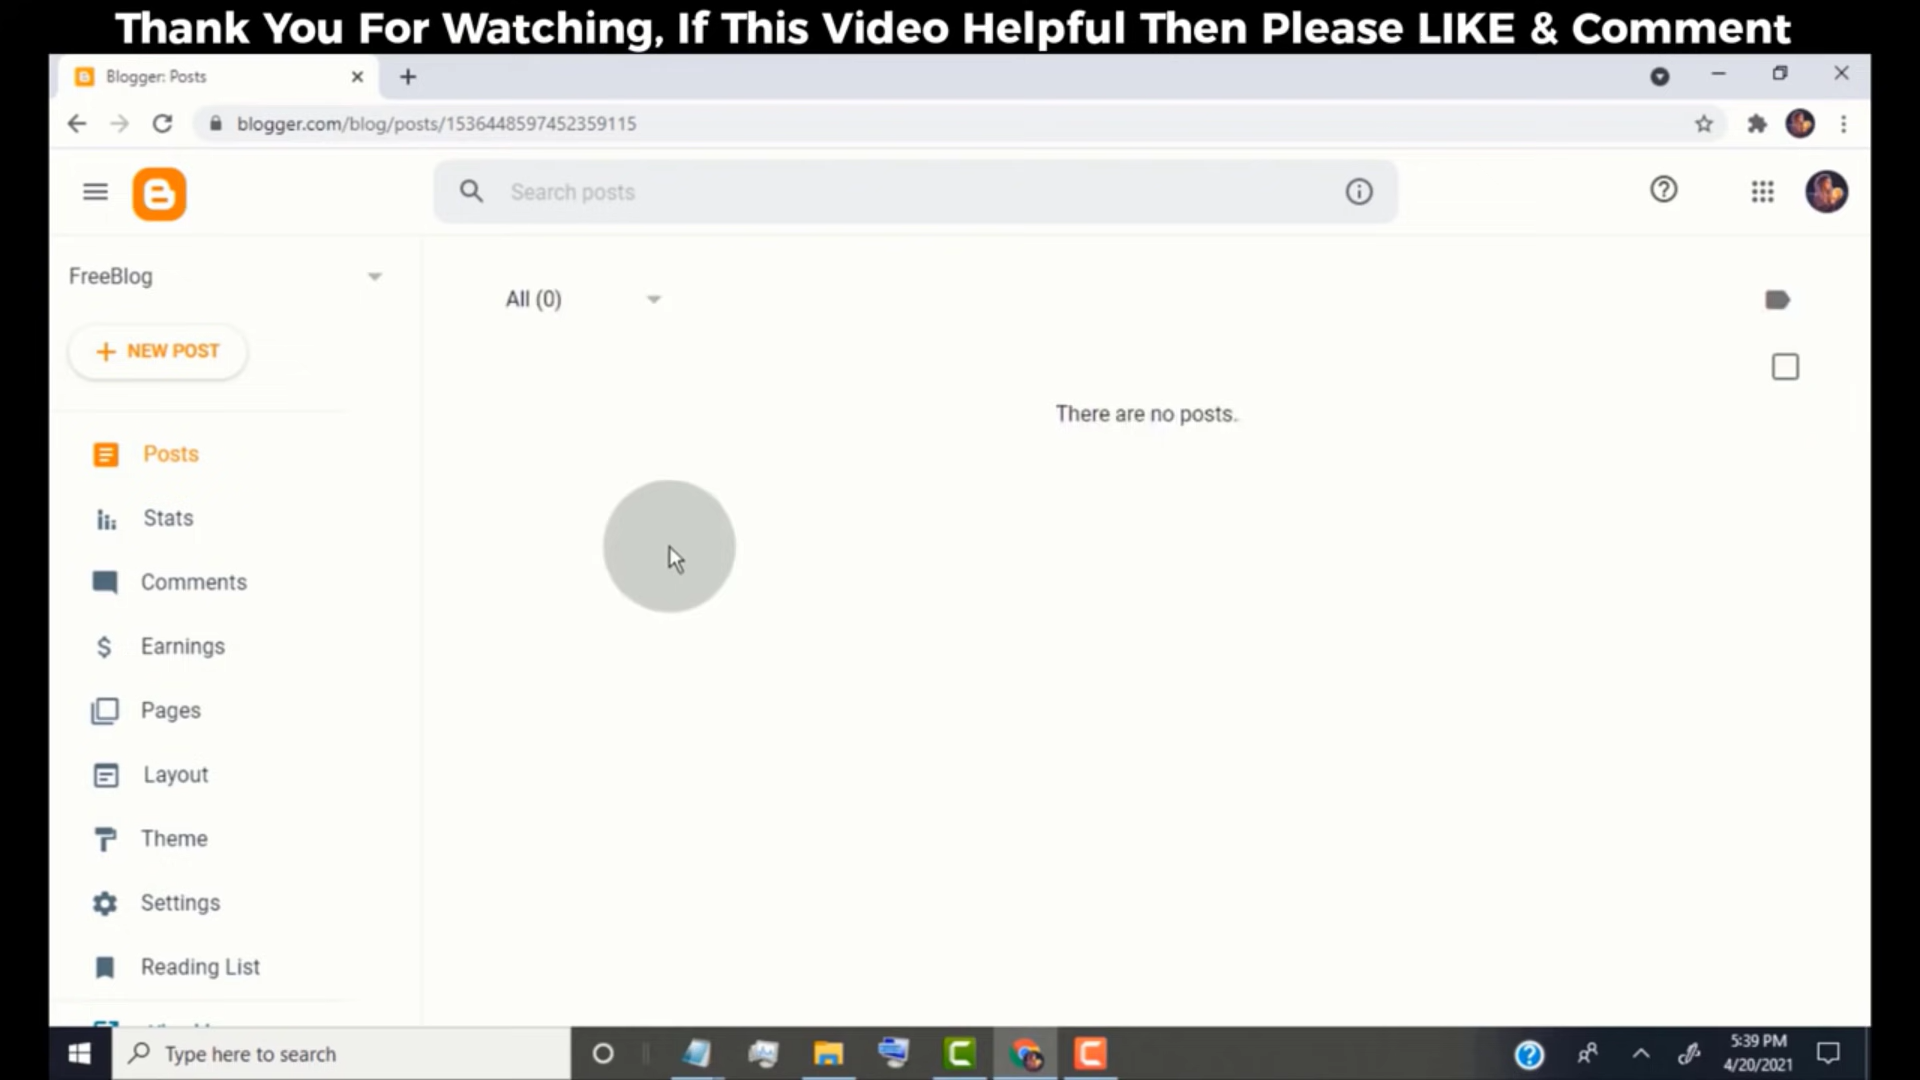 Thank You For Watching, If This Video Helpful Then Please LIKE & Comment
Blogger: Posts
blogger.com/blog/posts/1536448597452359115
Search posts
FreeBlog
All (0)
+ NEW POST
There are no posts.
Posts
Stats
Comments
Earnings
Pages
Layout
Theme
Settings
Reading List
Type here to search
5:39 PM
4/20/2021